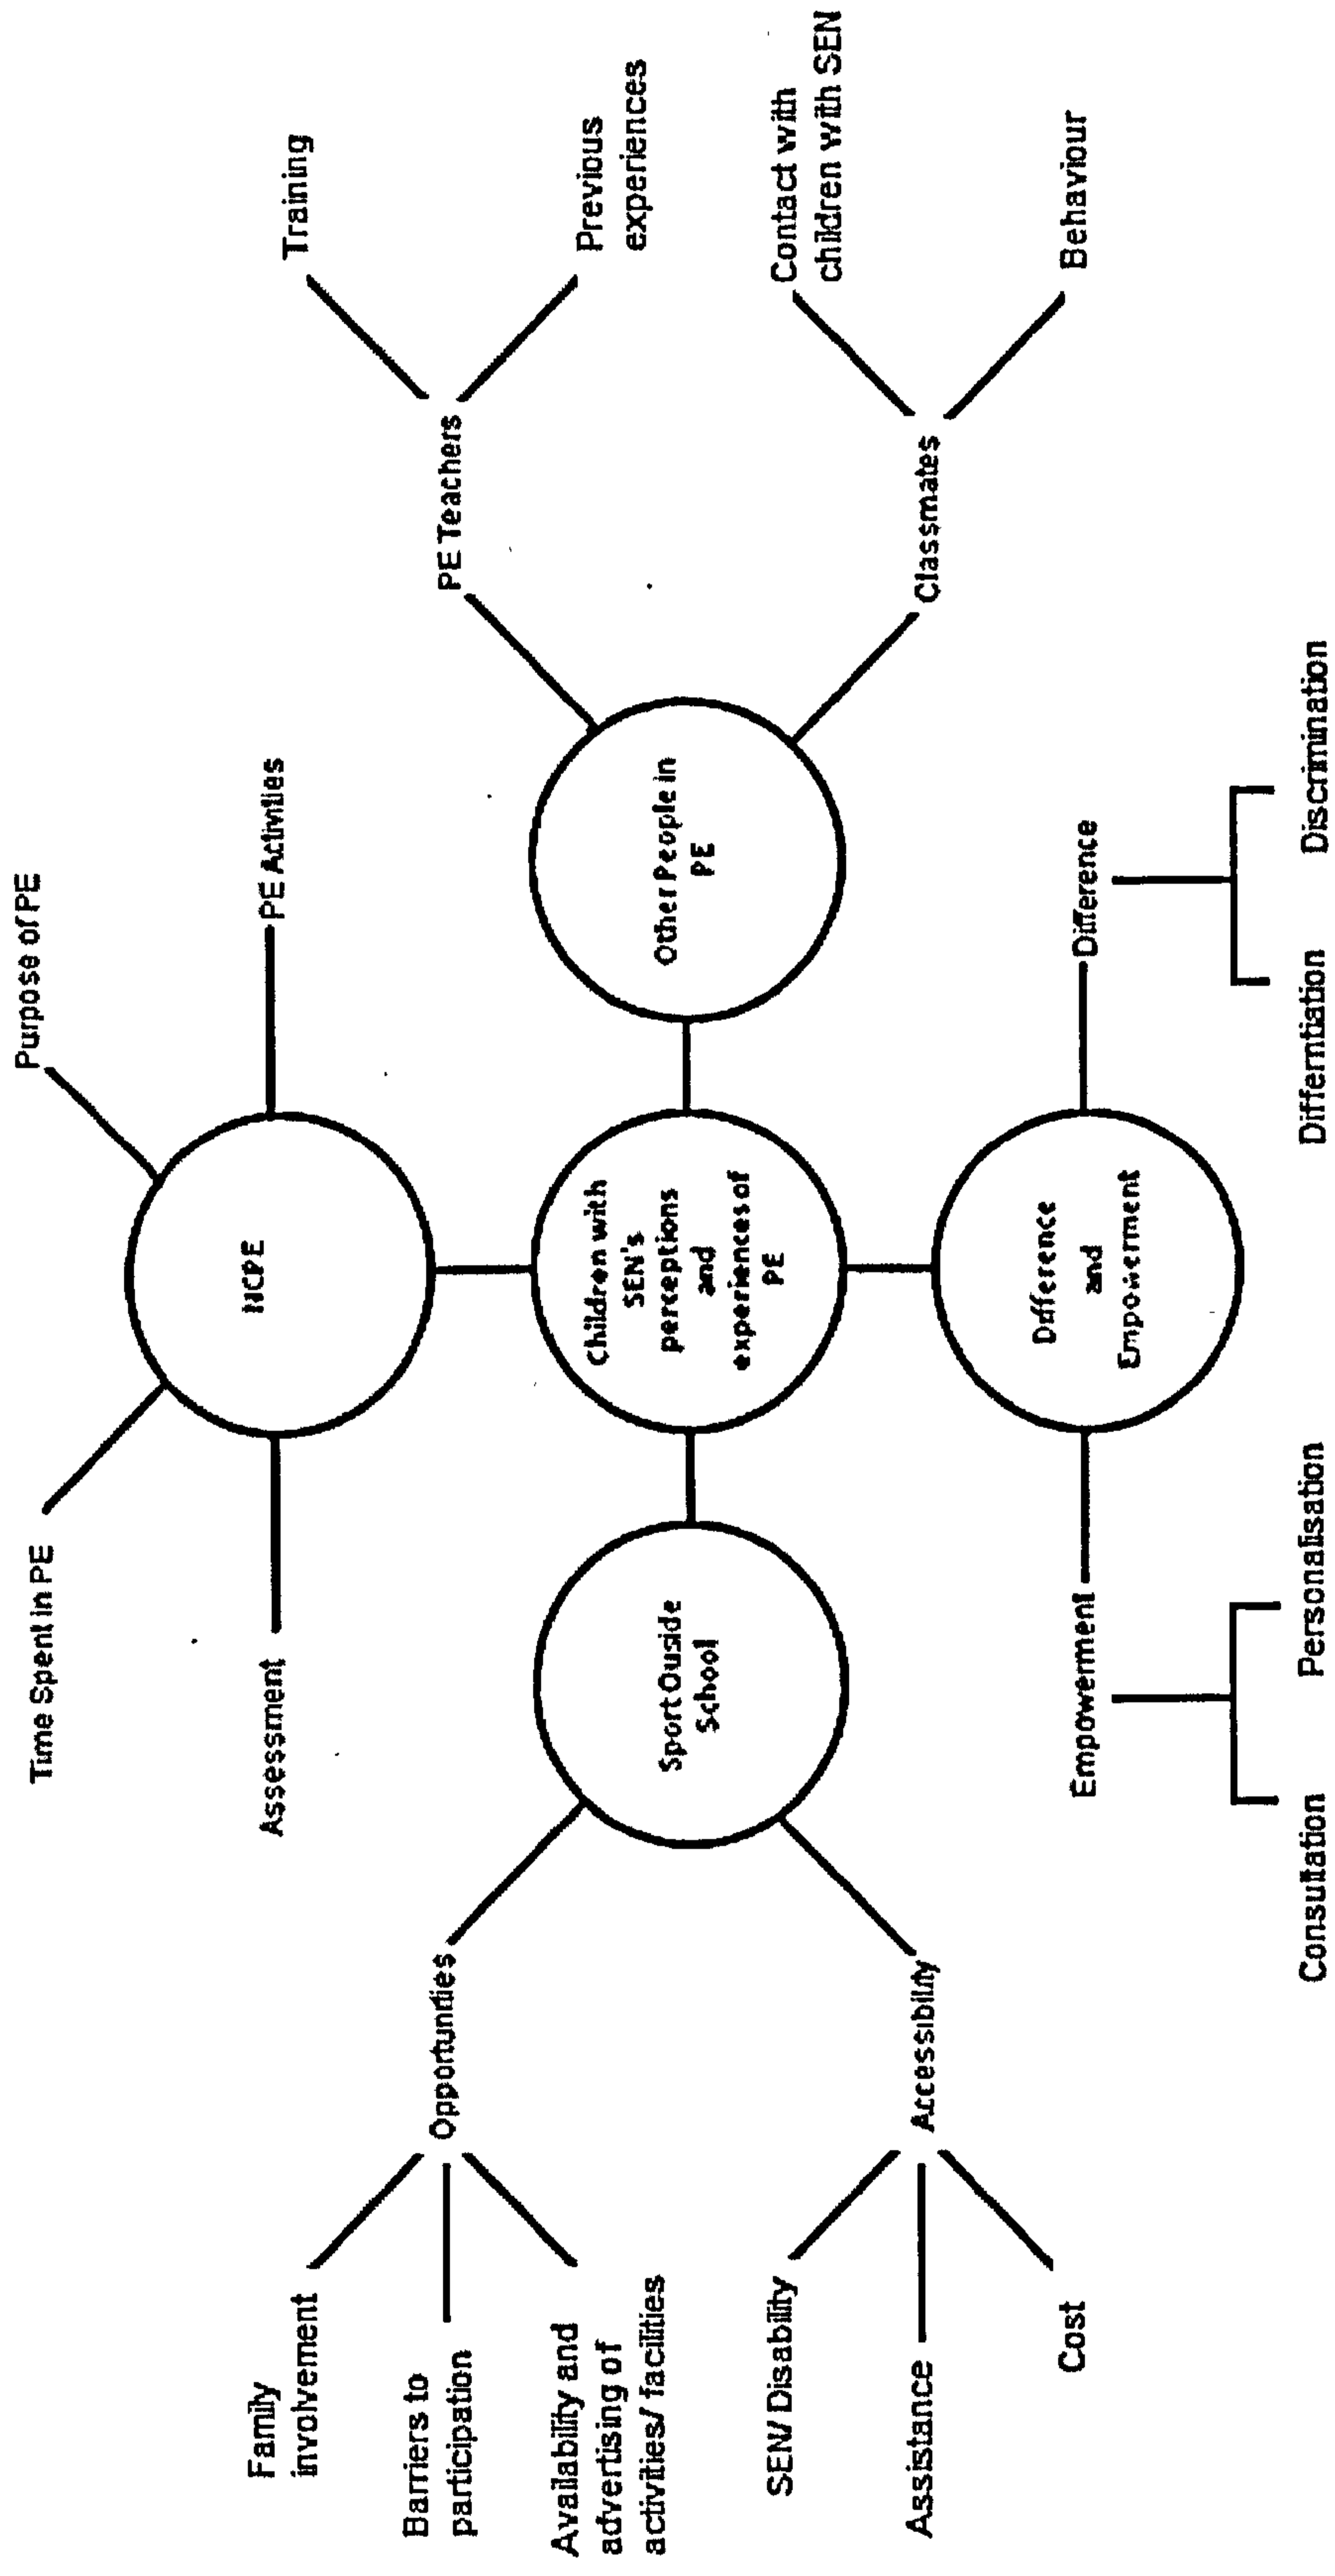 Time Spent in PE
Purpose of PE
Assessment
NCPE
PE Activities
Family
involvement
Barriers to
participation
Availability and
advertising of
activities/ facilities
Opportunities
PE Teachers
Training
Previous
experiences
Sport Ouside
School
Children with
SEN's
perceptions
and
experiences of
PE
Other People in
PE
SEN/ Disability
Assistance
Cost
Accessibility
Classmates
Contact with
children with SEN
Behaviour
Empowerment
Difference
and
Empowerment
Difference
Consultation
Personalisation
Differntiation
Discrimination